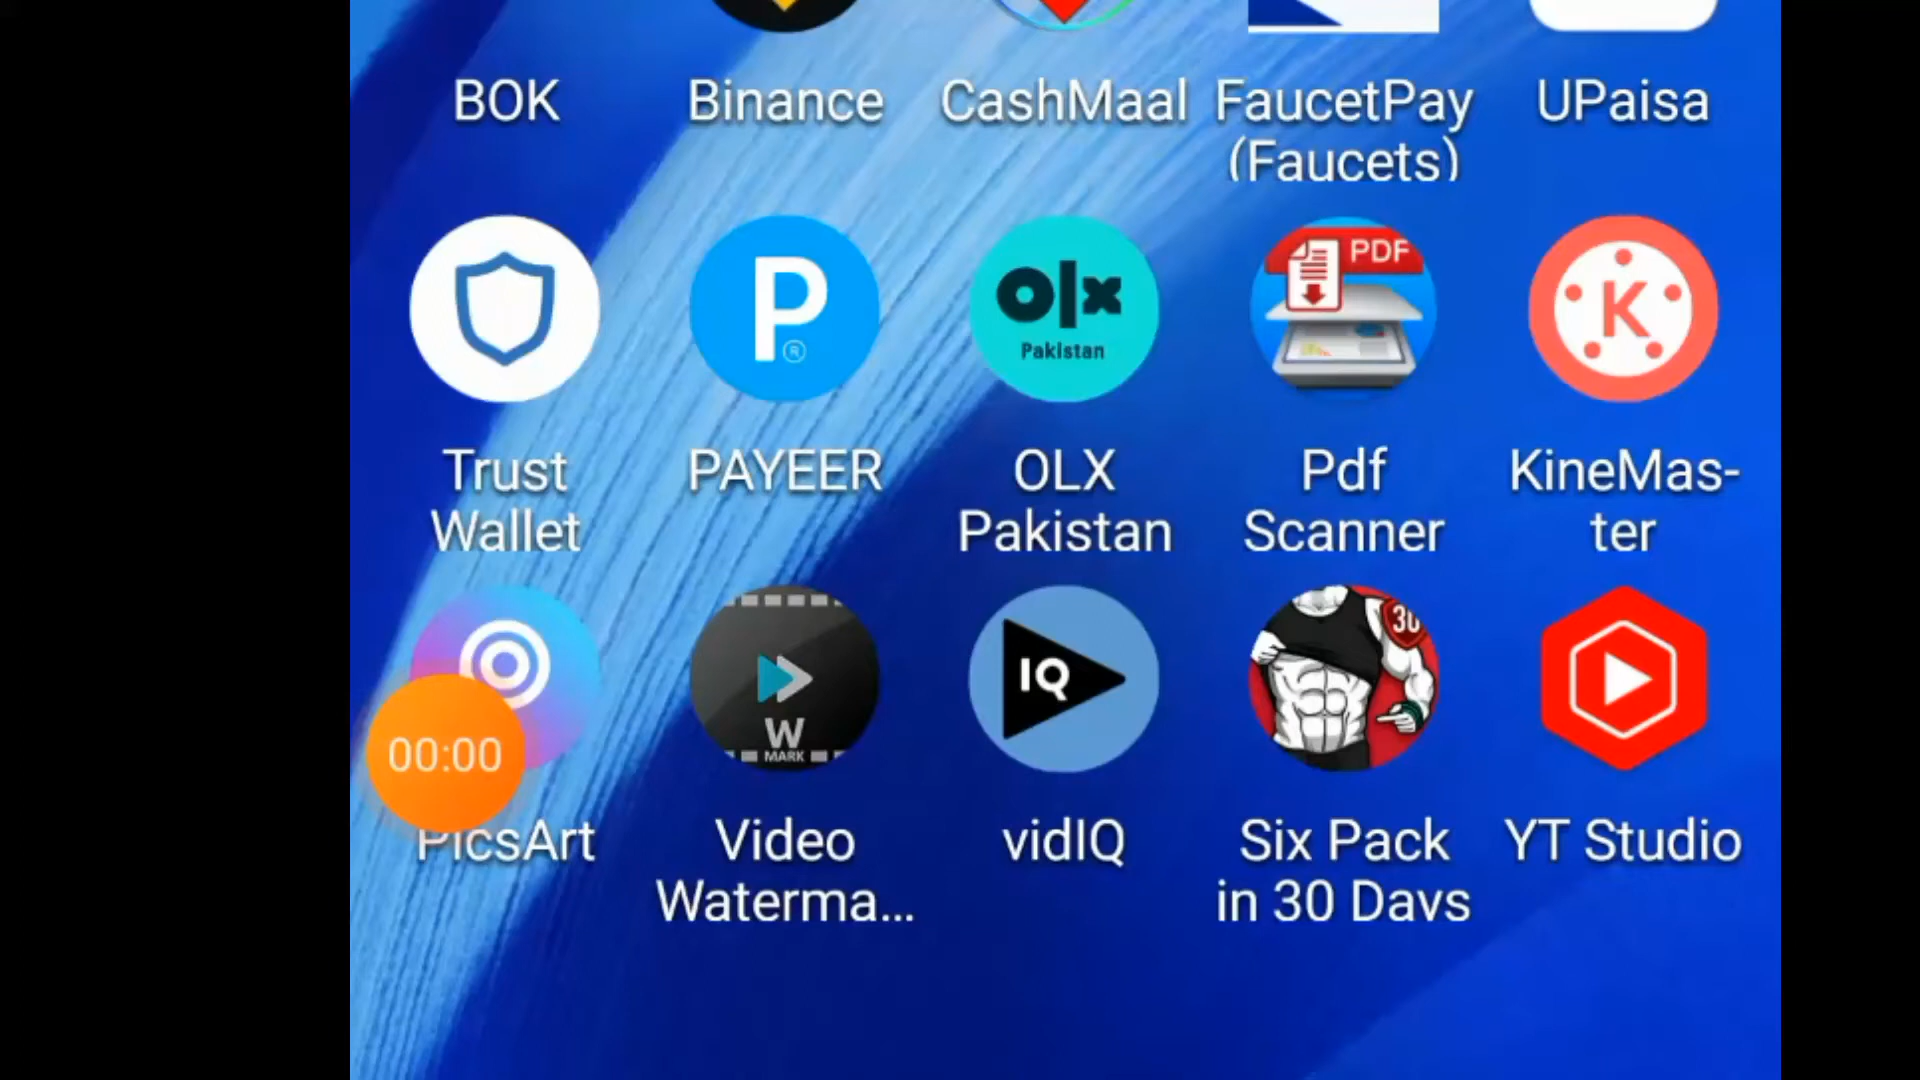 BOK Binance CashMaal FaucetPay UPaisa
(Faucets)
P ®
olx
Pakistan
PDF
K
Trust PAYEER OLX Pdf KineMas-
Wallet Pakistan Scanner ter
W
MARK
IQ
30
00:00
PicsArt Video vidIQ Six Pack YT Studio
Waterma... in 30 Days